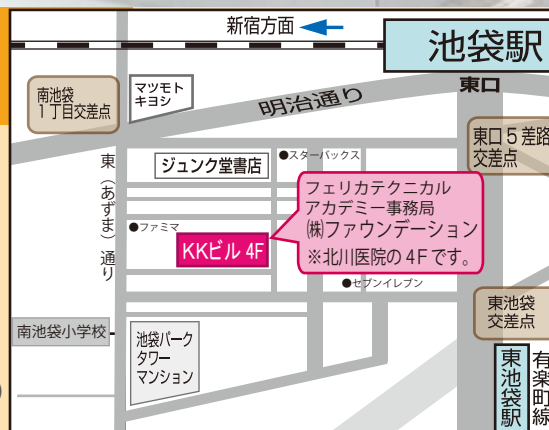 新宿方面
池袋駅
東口
マツモト
キヨシ
南池袋
1丁目交差点
明治通り
東口5差路
交差点
東(あずま)通り
ジュンク堂書店
●スターバックス
フェリカテクニカル
アカデミー事務局
㈱ファウンデーション
※北川医院の4Fです。
●ファミマ
KKビル 4F
●セブンイレブン
東池袋
交差点
南池袋小学校
池袋パーク
タワー
マンション
東池袋駅
有楽町線